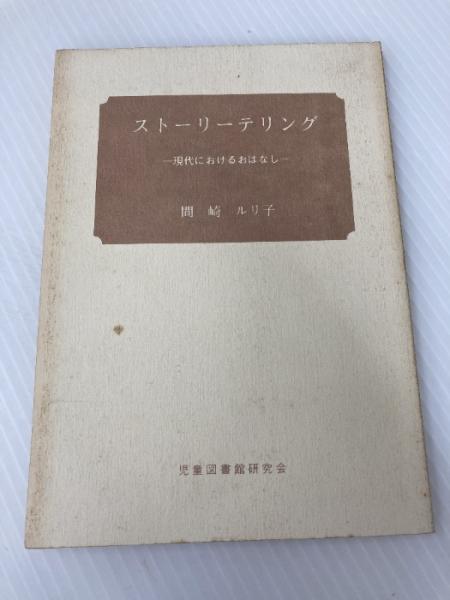 ストーリーテリング
―現代におけるおはなし―
間崎 ルリ子
児童図書館研究会